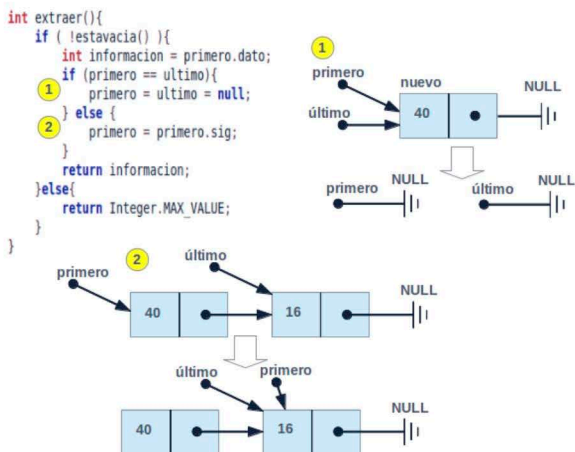 int extraer(){
if ( !estavacia() ){
int informacion = primero.dato;
if (primero == ultimo){
1 primero = ultimo = null;
2 } else {
primero = primero.sig;
}
return informacion;
}else{
return Integer.MAX_VALUE;
}
}
1
primero
nuevo
NULL
último
40
primero
NULL
último
NULL
2
último
primero
NULL
40
16
último
primero
NULL
40
16